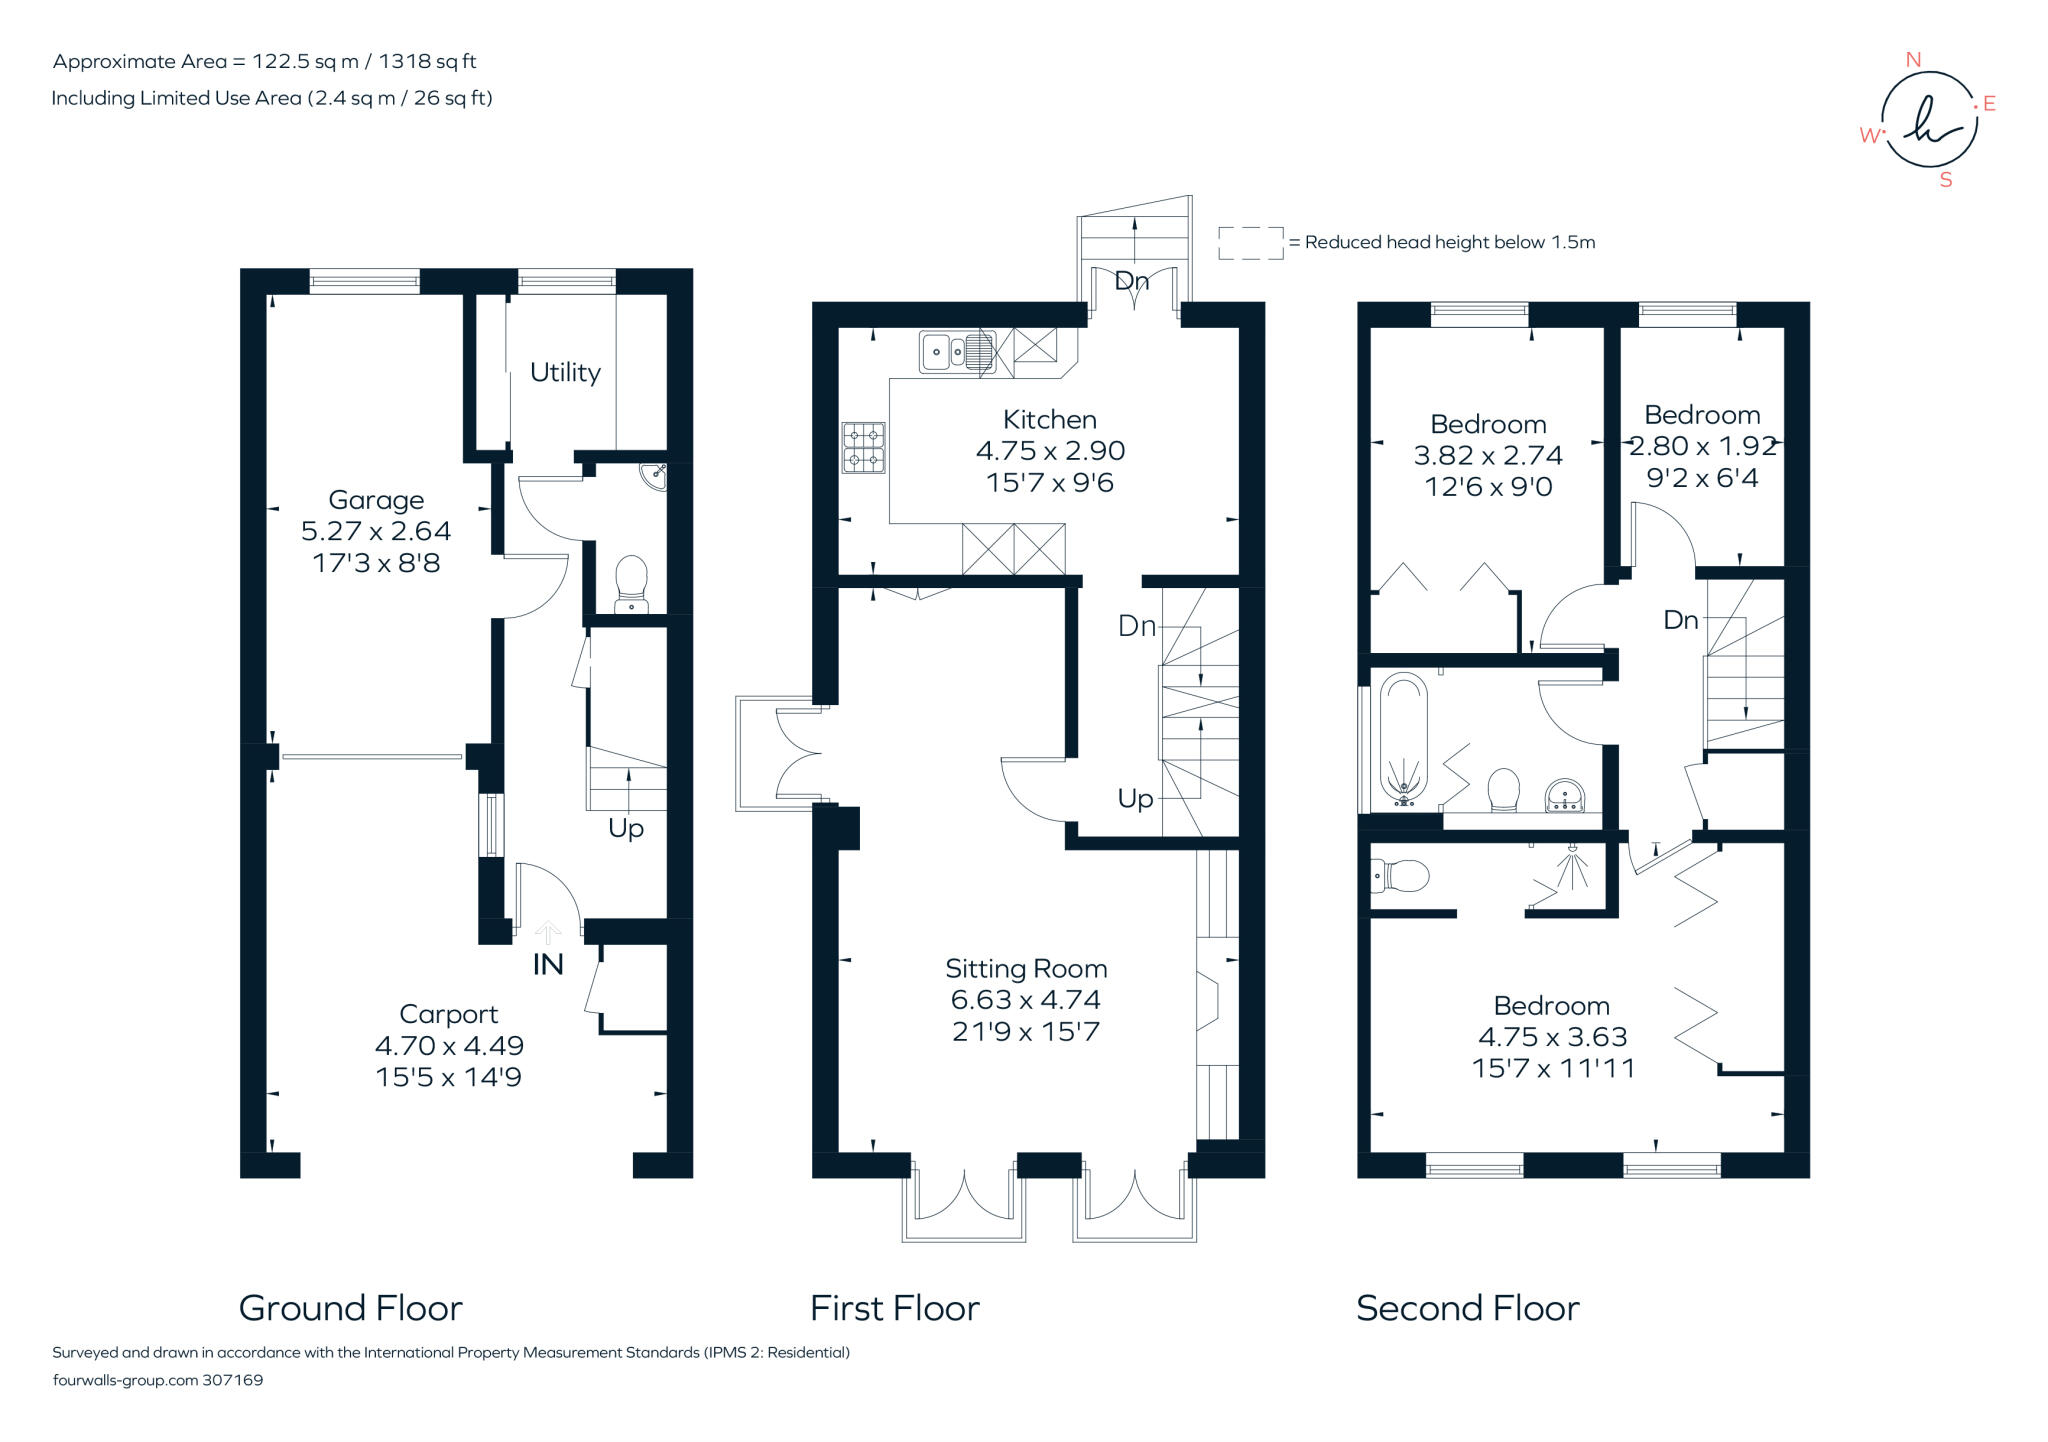 Approximate Area = 122.5 sq m / 1318 sq ft
Including Limited Use Area (2.4 sq m / 26 sq ft)
N
E
W
S
= Reduced head height below 1.5m
Utility
Garage
5.27 x 2.64
17'3 x 8'8
Up
IN
Carport
4.70 x 4.49
15'5 x 14'9
Ground Floor
Dn
Kitchen
4.75 x 2.90
15'7 x 9'6
Dn
Up
Sitting Room
6.63 x 4.74
21'9 x 15'7
First Floor
Bedroom
3.82 x 2.74
12'6 x 9'0
Bedroom
2.80 x 1.92
9'2 x 6'4
Dn
Bedroom
4.75 x 3.63
15'7 x 11'11
Second Floor
Surveyed and drawn in accordance with the International Property Measurement Standards (IPMS 2: Residential)
fourwalls-group.com 307169